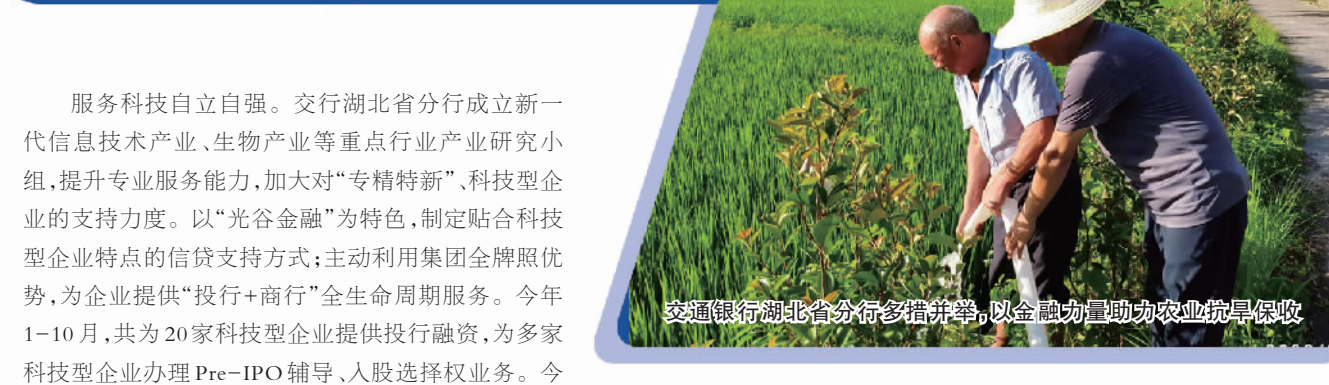 服务科技自立自强。交行湖北省分行成立新一
代信息技术产业、生物产业等重点行业产业研究小
组,提升专业服务能力,加大对“专精特新”、科技型企
业的支持力度。以“光谷金融”为特色,制定贴合科技
型企业特点的信贷支持方式;主动利用集团全牌照优
势,为企业提供“投行+商行”全生命周期服务。今年
1-10月,共为20家科技型企业提供投行融资,为多家
科技型企业办理Pre-IPO辅导、入股选择权业务。今
交通银行湖北省分行多措并举,以金融力量助力农业抗旱保收